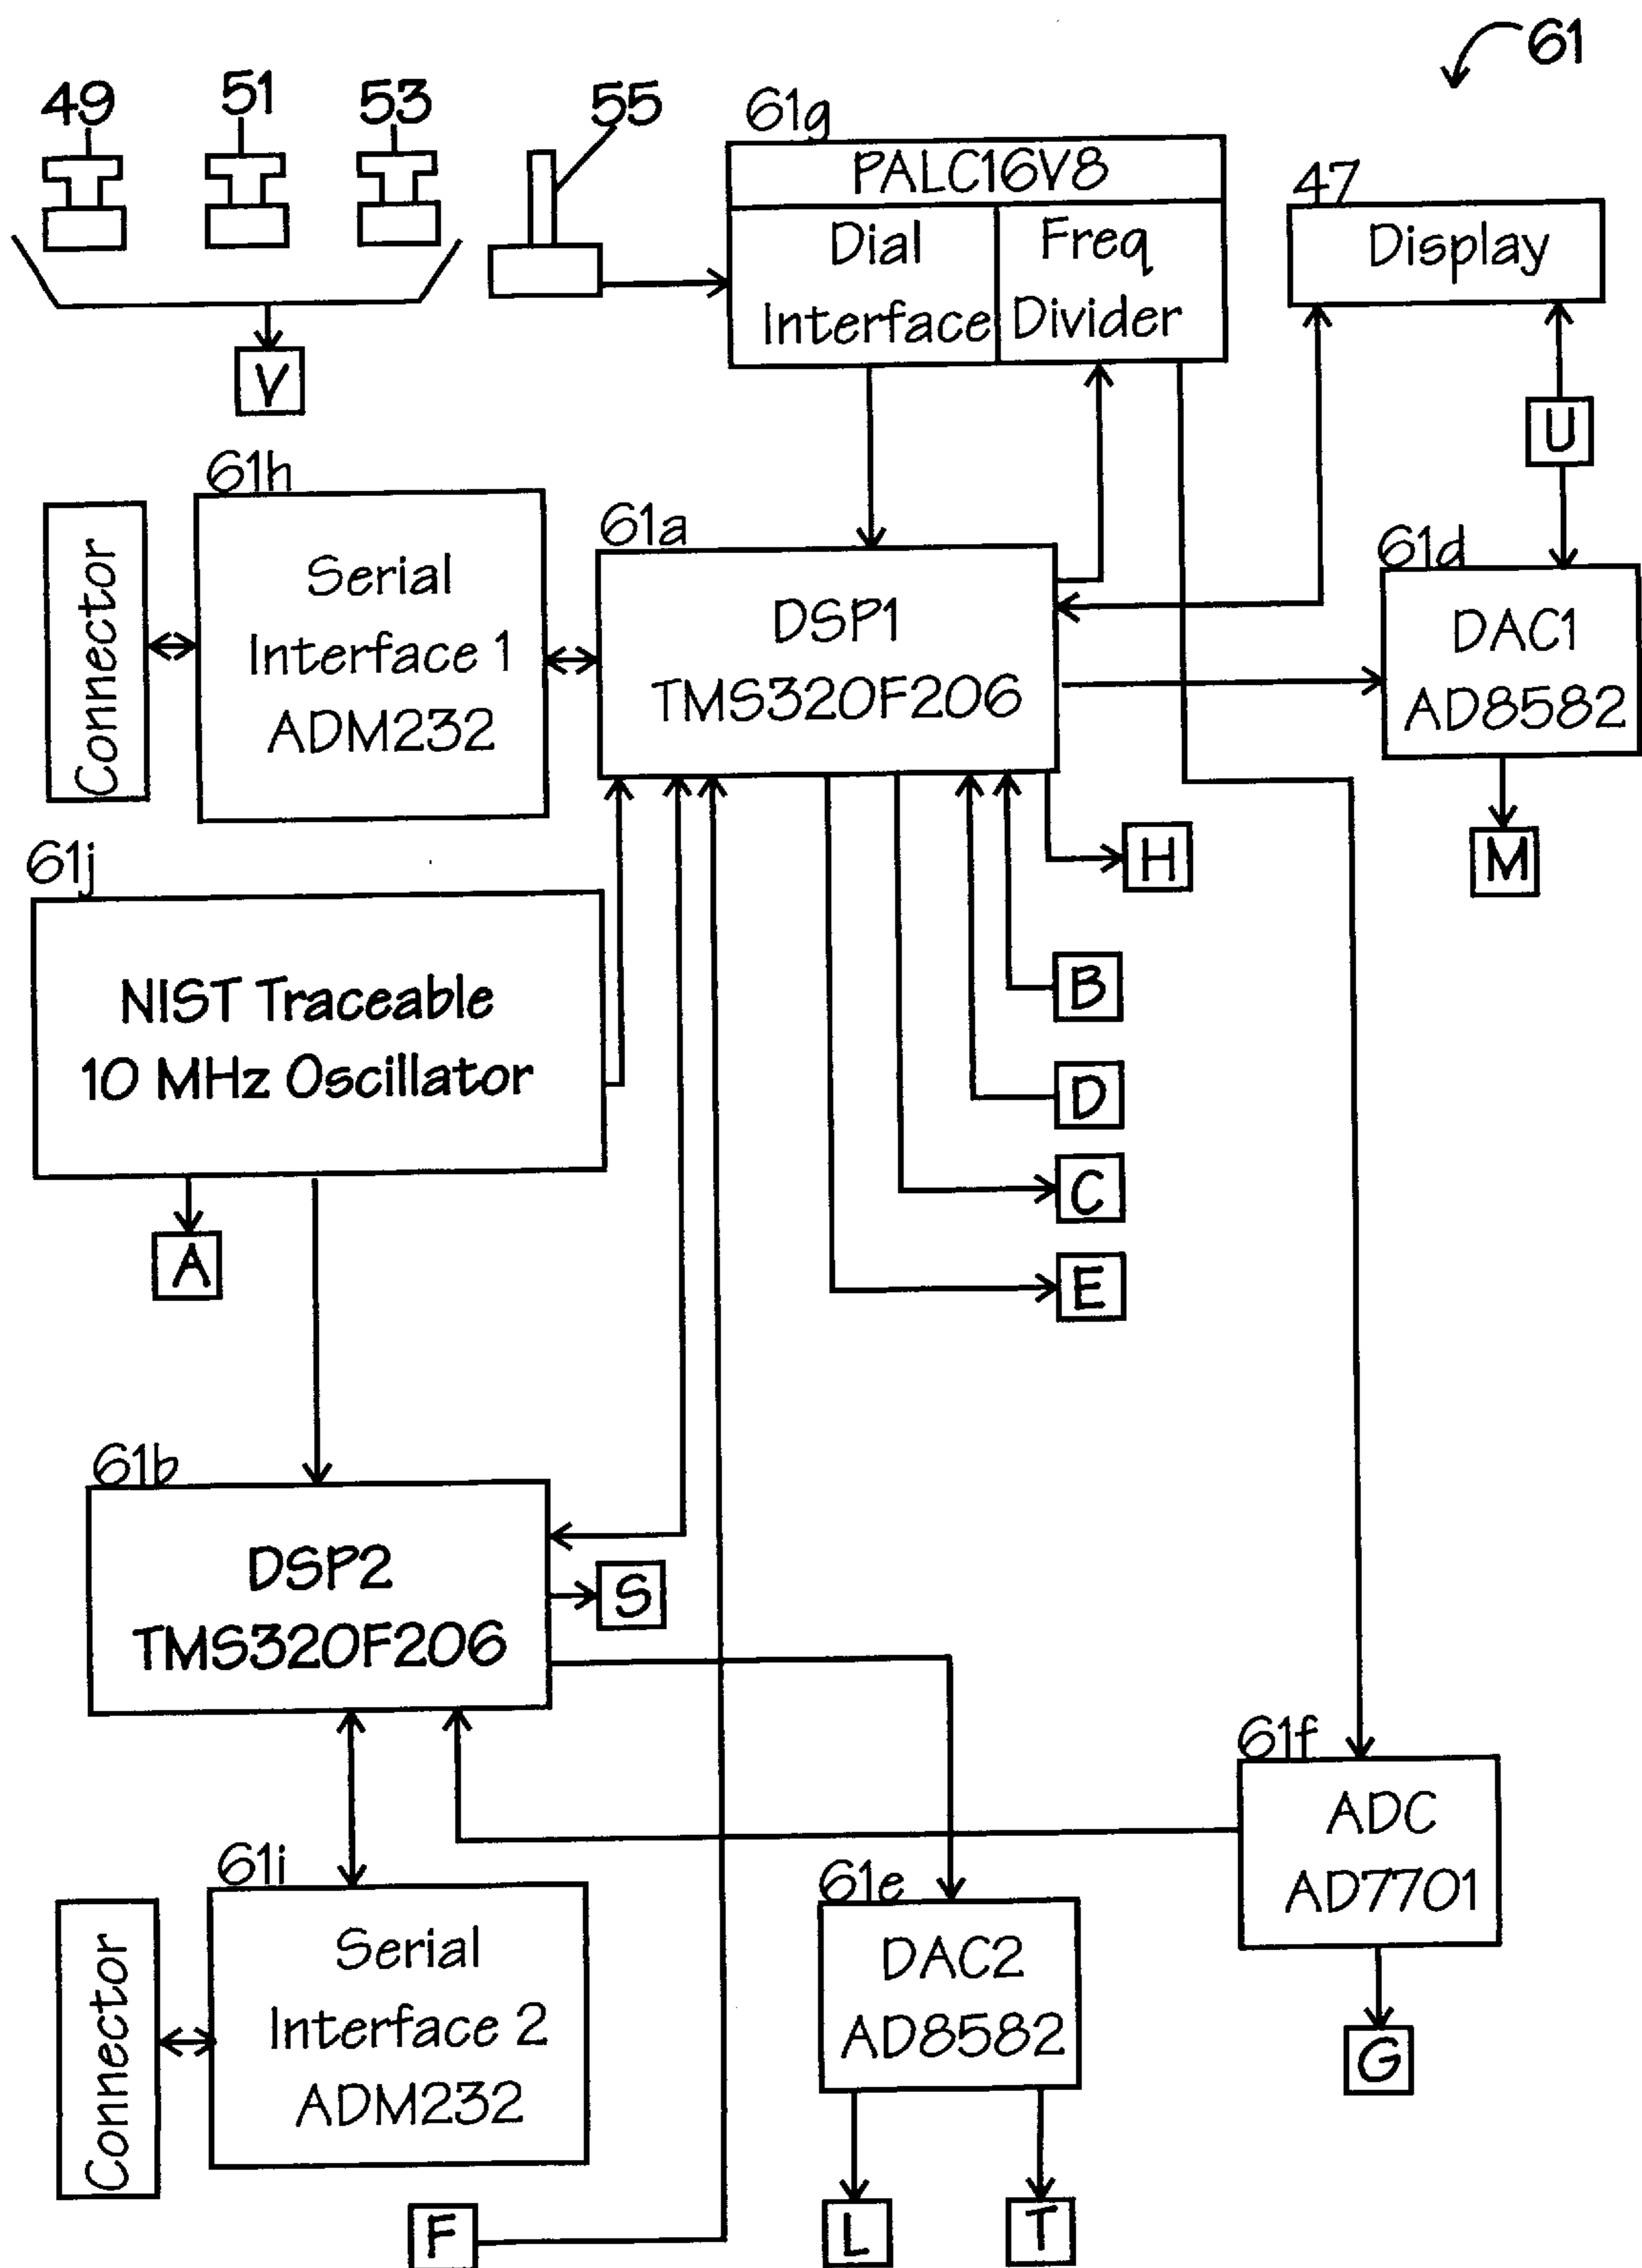 61
49
51
53
55
61g
PALC16V8
Dial
Interface
Freq
Divider
47
Display
V
U
61h
Connector
Serial
Interface 1
ADM232
61a
DSP1
TMS320F206
61d
DAC1
AD8582
H
M
61j
NIST Traceable
10 MHz Oscillator
B
D
C
E
A
61b
DSP2
TMS320F206
S
61f
ADC
AD7701
61i
Connector
Serial
Interface 2
ADM232
61e
DAC2
AD8582
G
F
L
T